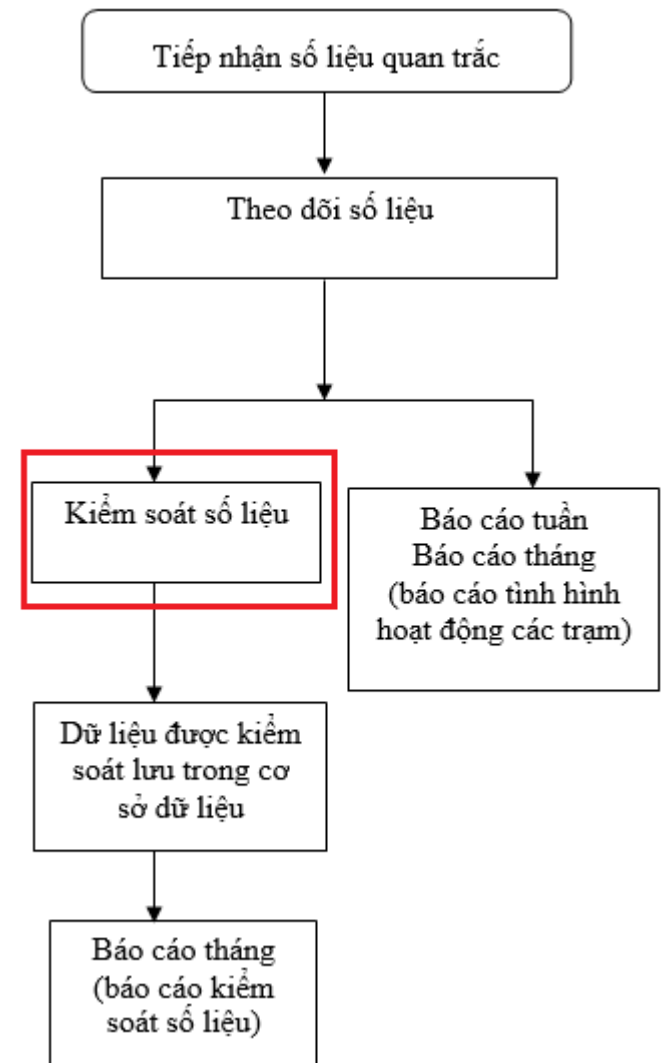 Tiếp nhận số liệu quan trắc
Theo dõi số liệu
Kiểm soát số liệu
Báo cáo tuần
Báo cáo tháng
(báo cáo tình hình
hoạt động các trạm)
Dữ liệu được kiểm
soát lưu trong cơ
sở dữ liệu
Báo cáo tháng
(báo cáo kiểm
soát số liệu)